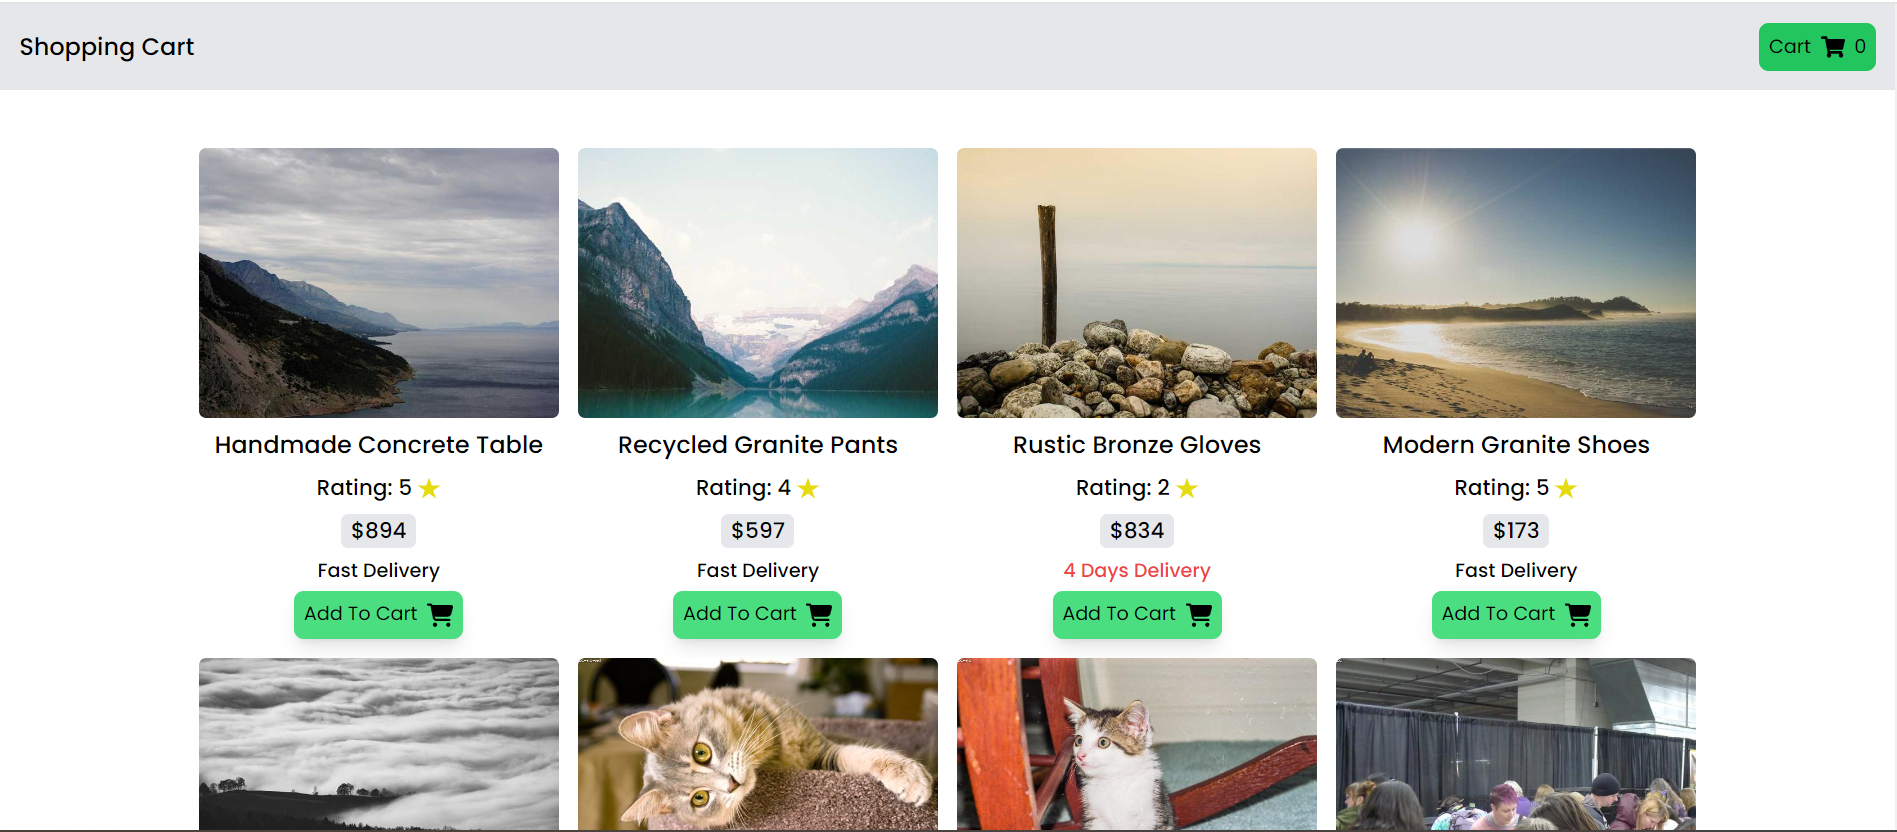 Shopping Cart
Cart 0
Handmade Concrete Table
Rating: 5
$894
Fast Delivery
Add To Cart
Recycled Granite Pants
Rating: 4
$597
Fast Delivery
Add To Cart
Rustic Bronze Gloves
Rating: 2
$834
4 Days Delivery
Add To Cart
Modern Granite Shoes
Rating: 5
$173
Fast Delivery
Add To Cart